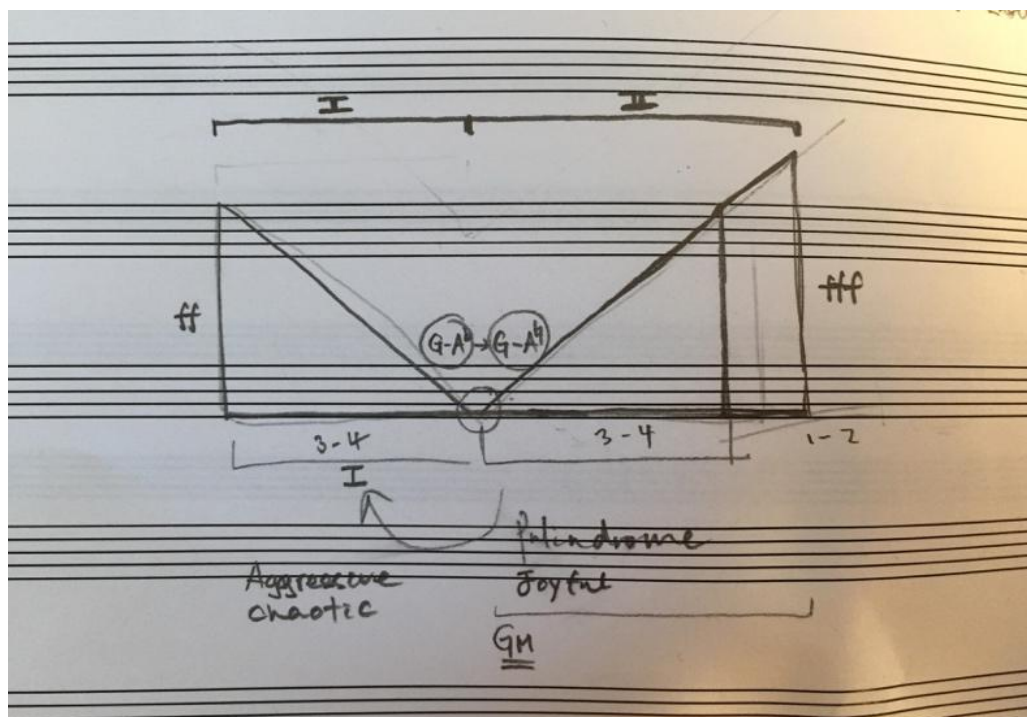 I II
ff G-A♭ → G-A♮ fff
3-4 3-4 1-2
I
Palindrome
Aggressive Joyful
chaotic
GM